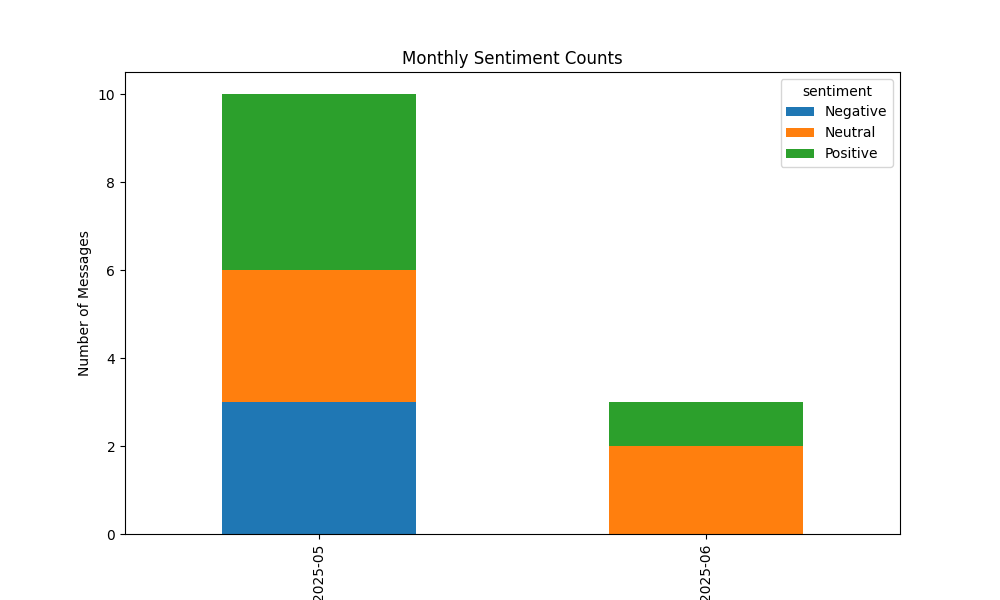 Monthly Sentiment Counts
sentiment
Negative
Neutral
Positive
Number of Messages
10
8
6
4
2
0
2025-05
2025-06